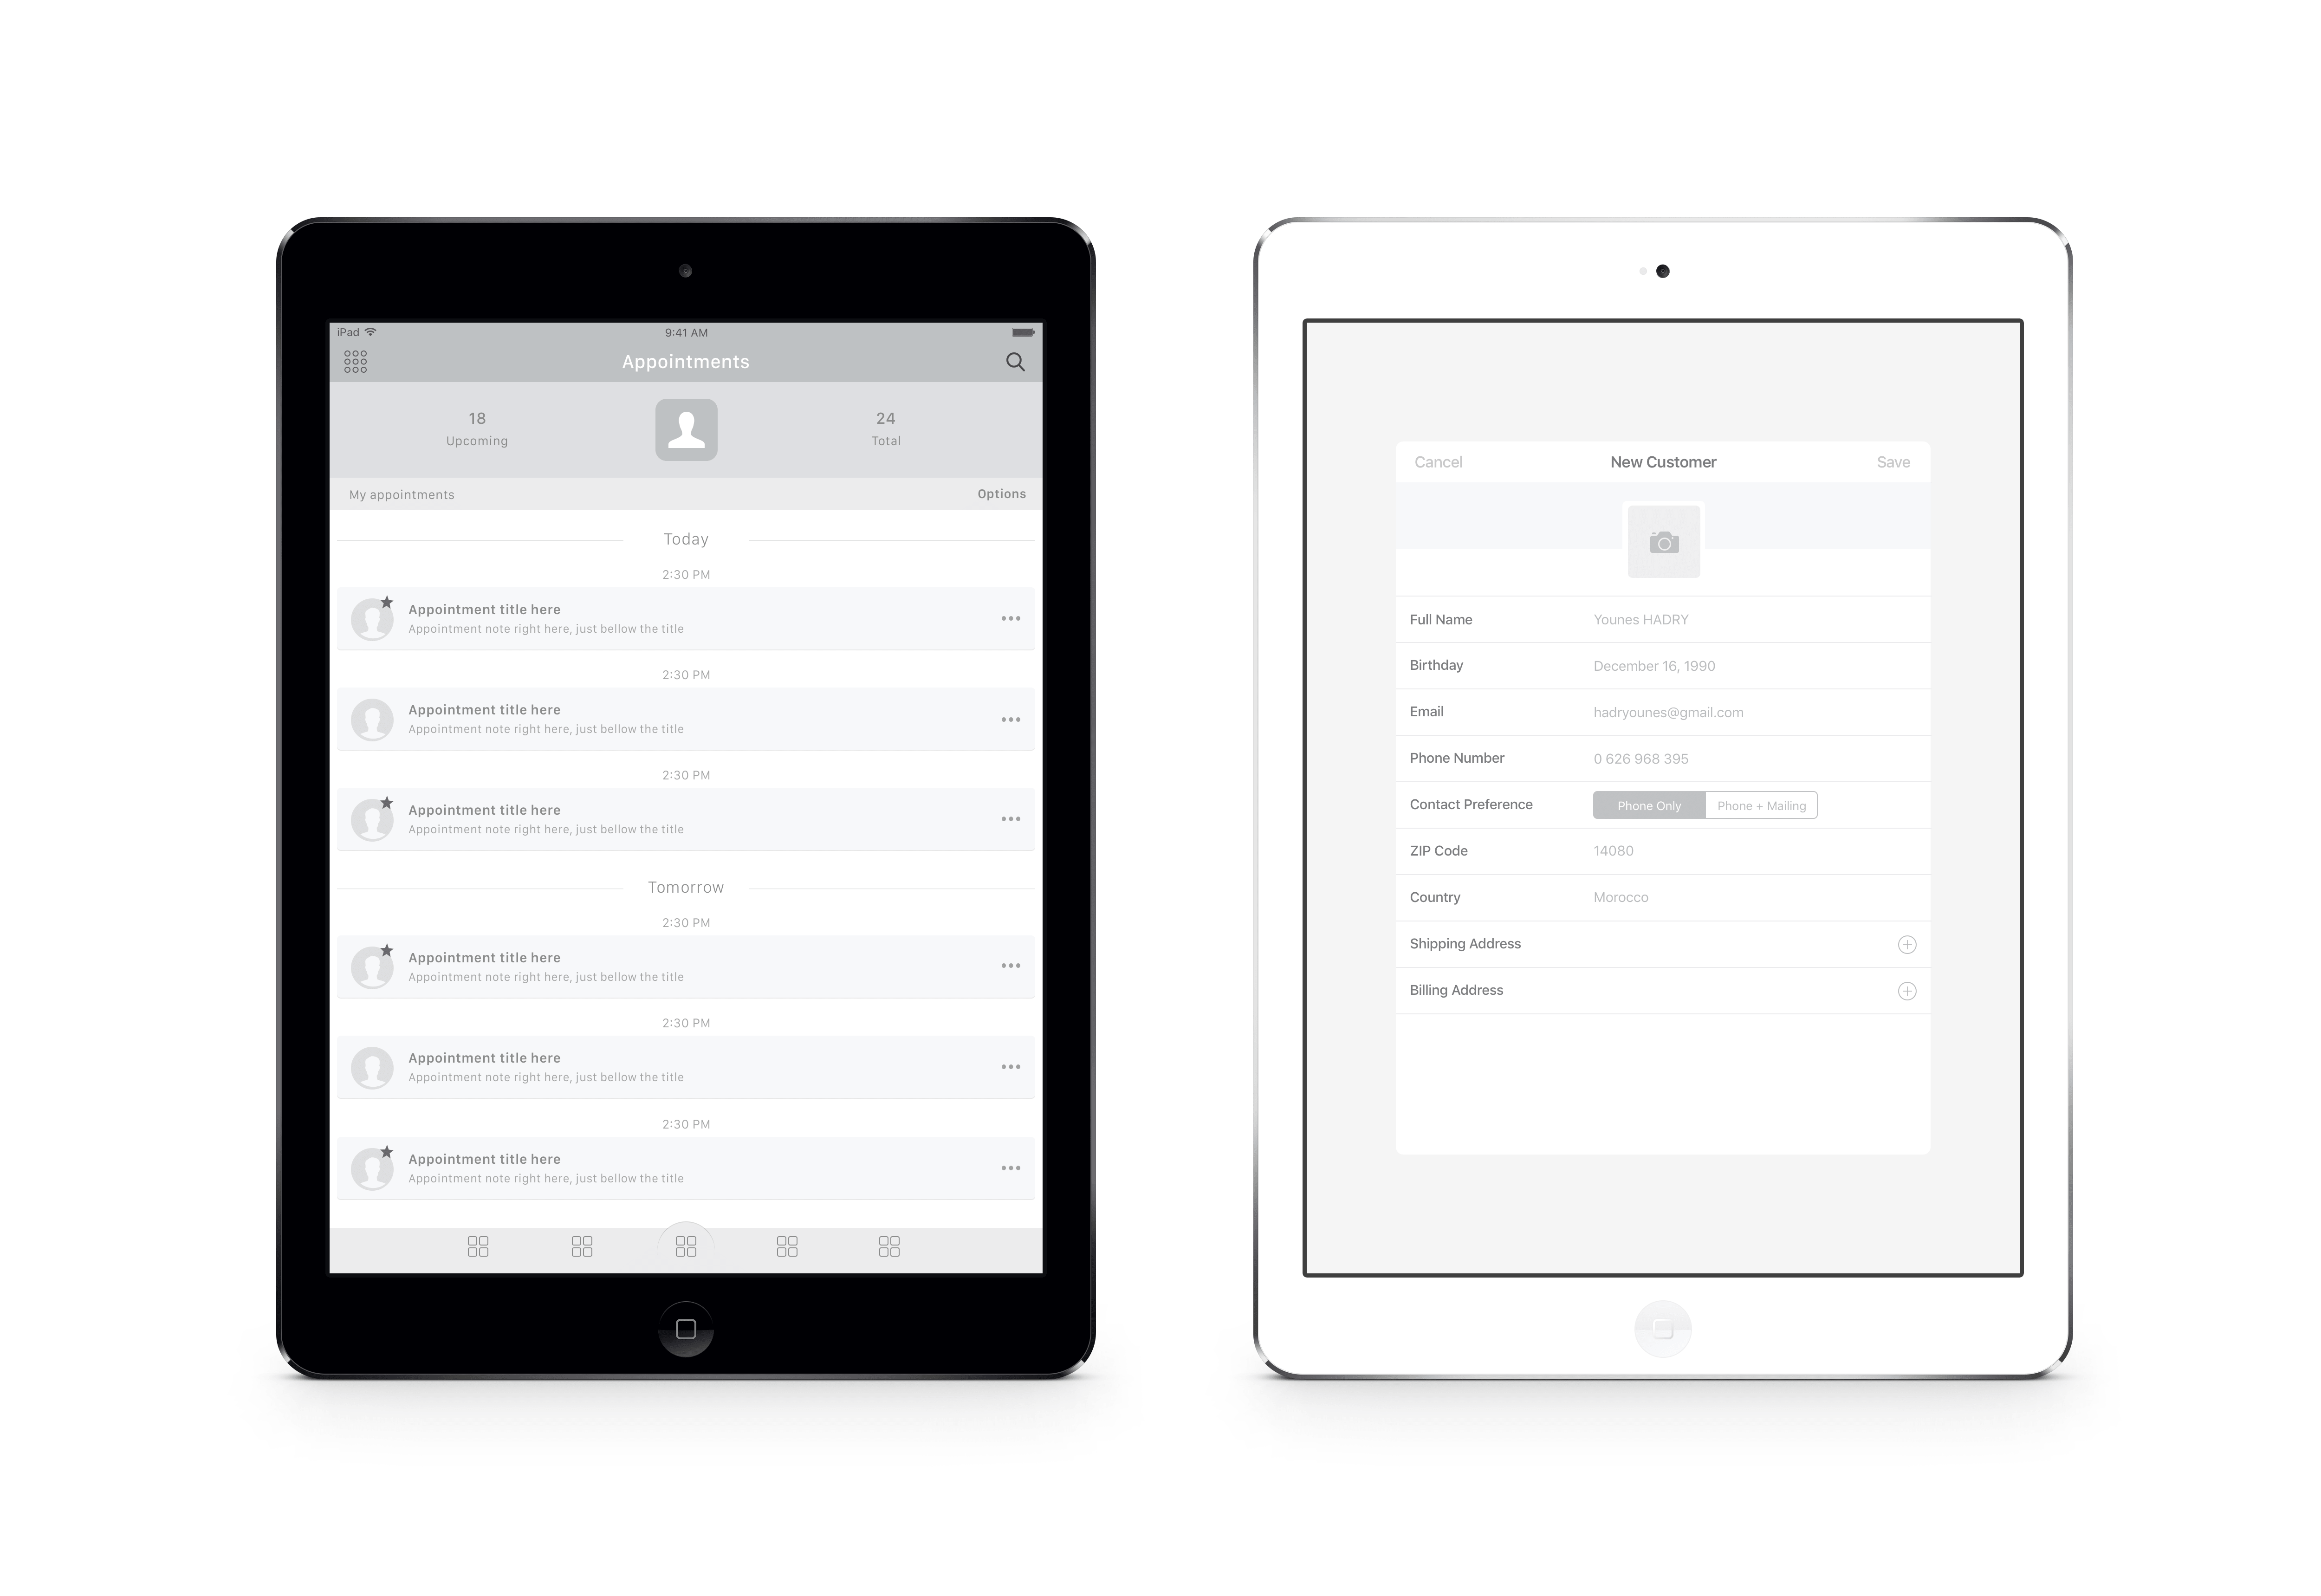 iPad
9:41 AM
Appointments
18
Upcoming
24
Total
My appointments
Options
Today
2:30 PM
Appointment title here
Appointment note right here, just bellow the title
2:30 PM
Appointment title here
Appointment note right here, just bellow the title
2:30 PM
Appointment title here
Appointment note right here, just bellow the title
Tomorrow
2:30 PM
Appointment title here
Appointment note right here, just bellow the title
2:30 PM
Appointment title here
Appointment note right here, just bellow the title
2:30 PM
Appointment title here
Appointment note right here, just bellow the title
Cancel
New Customer
Save
Full Name
Younes HADRY
Birthday
December 16, 1990
Email
hadryounes@gmail.com
Phone Number
0 626 968 395
Contact Preference
Phone Only
Phone + Mailing
ZIP Code
14080
Country
Morocco
Shipping Address
Billing Address